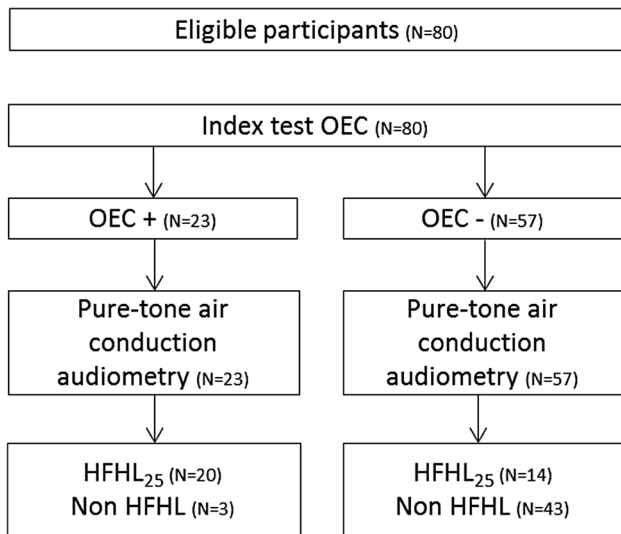 Eligible participants (N=80)
Index test OEC (N=80)
OEC + (N=23)
OEC - (N=57)
Pure-tone air
conduction
audiometry (N=23)
Pure-tone air
conduction
audiometry (N=57)
HFHL25 (N=20)
Non HFHL (N=3)
HFHL25 (N=14)
Non HFHL (N=43)